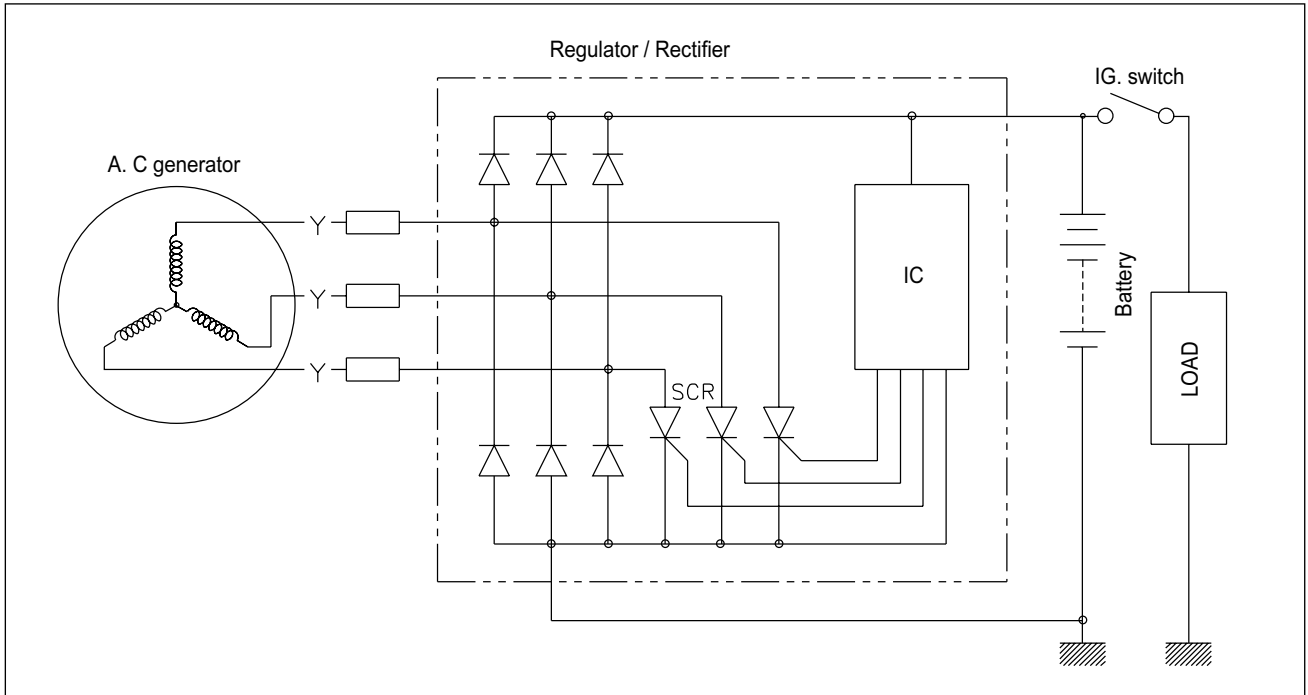 Regulator / Rectifier
IG. switch
A. C generator
Y
Y
Y
IC
SCR
Battery
LOAD